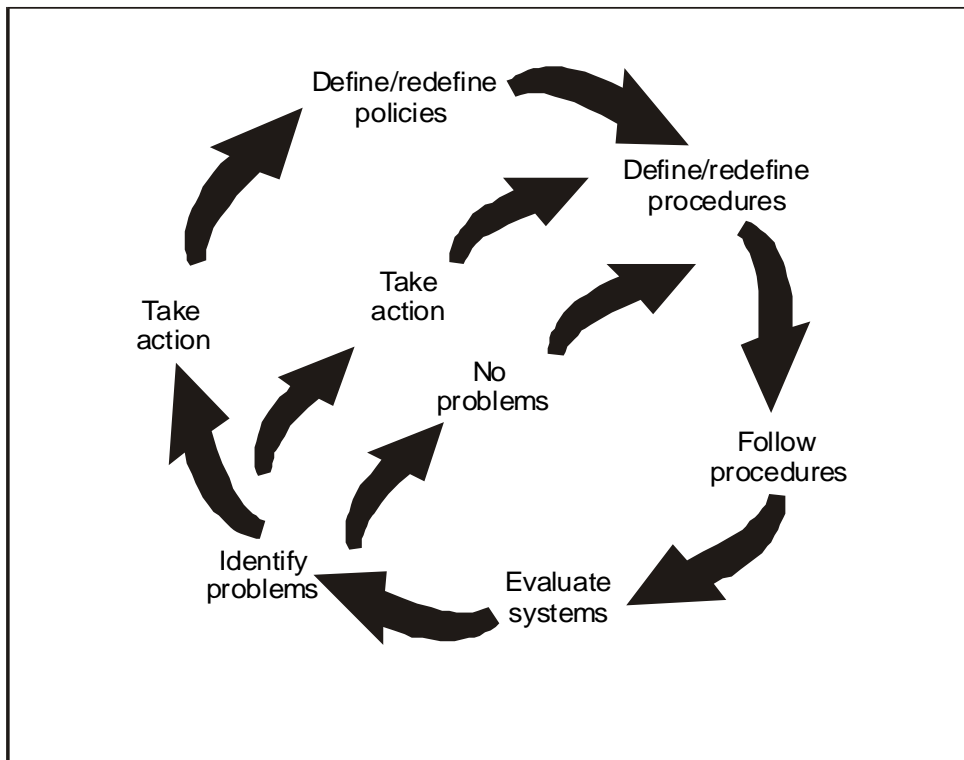 Define/redefine
policies
Define/redefine
procedures
Take
action
Take
action
No
problems
Follow
procedures
Identify
problems
Evaluate
systems